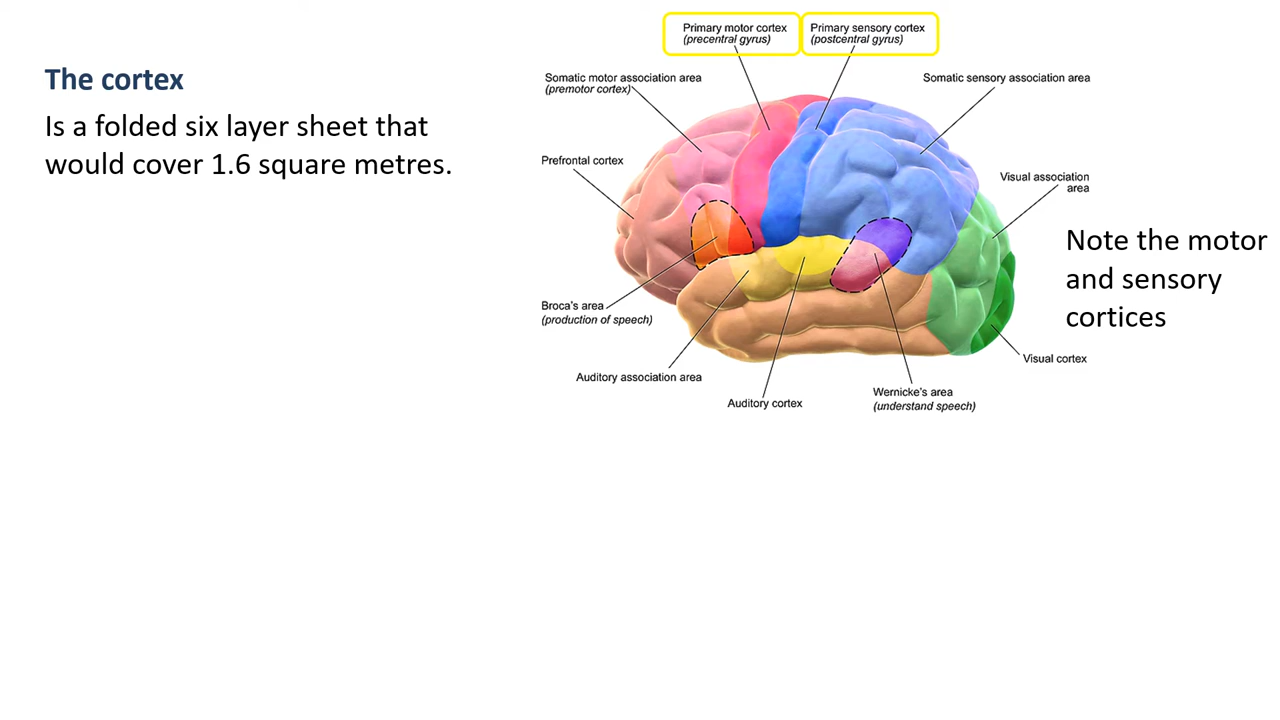 The cortex
Is a folded six layer sheet that
would cover 1.6 square metres.
Primary motor cortex
(precentral gyrus)
Primary sensory cortex
(postcentral gyrus)
Somatic motor association area
(premotor cortex)
Somatic sensory association area
Prefrontal cortex
Visual association
area
Note the motor
and sensory
cortices
Broca's area
(production of speech)
Visual cortex
Auditory association area
Auditory cortex
Wernicke's area
(understand speech)